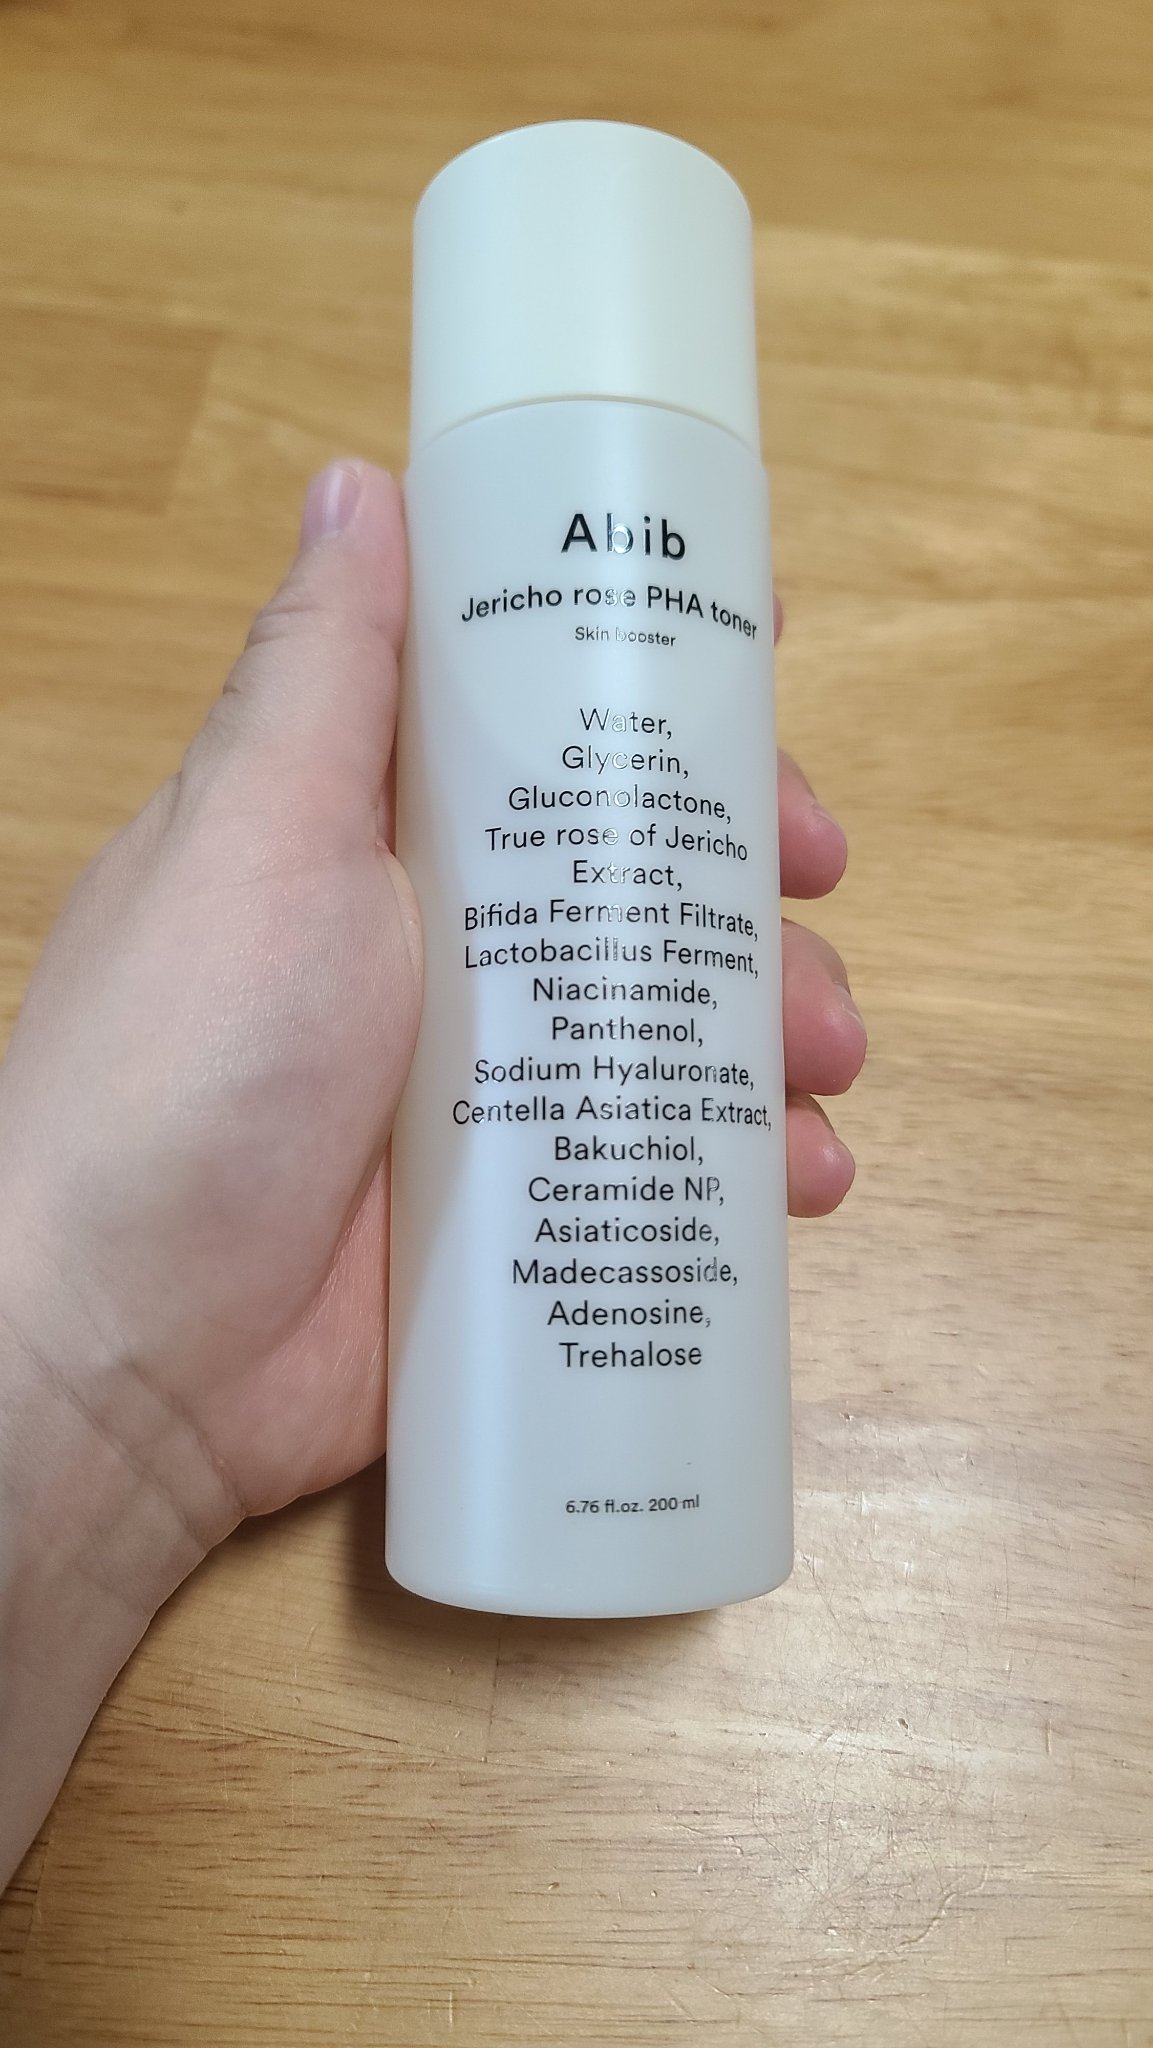 Abib
Jericho rose PHA toner
Skin booster
Water,
Glycerin,
Gluconolactone,
True rose of Jericho
Extract,
Bifida Ferment Filtrate,
Lactobacillus Ferment,
Niacinamide,
Panthenol,
Sodium Hyaluronate,
Centella Asiatica Extract,
Bakuchiol,
Ceramide NP,
Asiaticoside,
Madecassoside,
Adenosine,
Trehalose
6.76 fl.oz. 200 ml